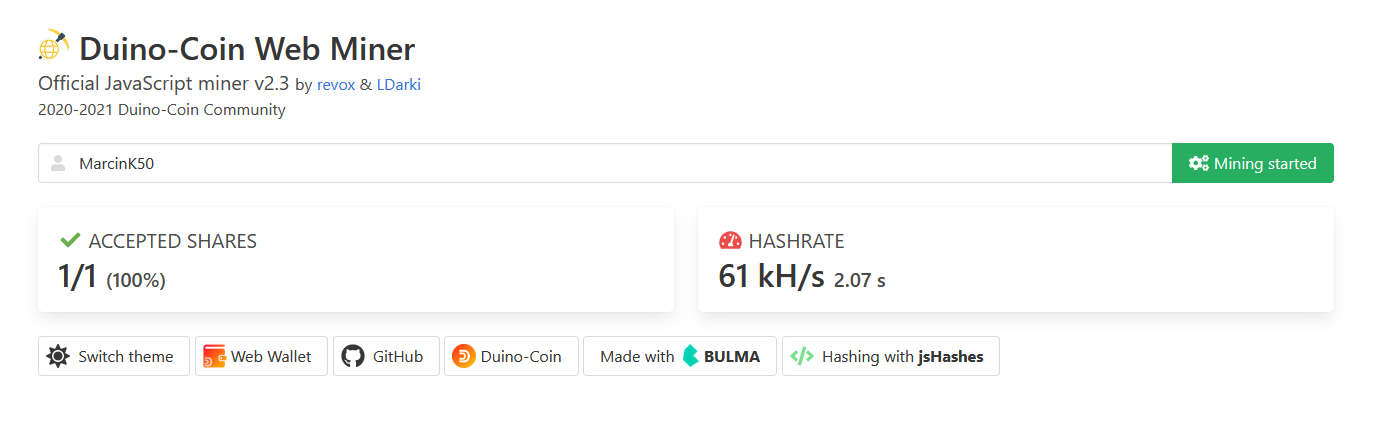 Duino-Coin Web Miner
Official JavaScript miner v2.3 by revox & LDarki
2020-2021 Duino-Coin Community
MarcinK50 Mining started
ACCEPTED SHARES
1/1 (100%)
HASHRATE
61 kH/s 2.07 s
Switch theme Web Wallet GitHub Duino-Coin Made with BULMA Hashing with jsHashes